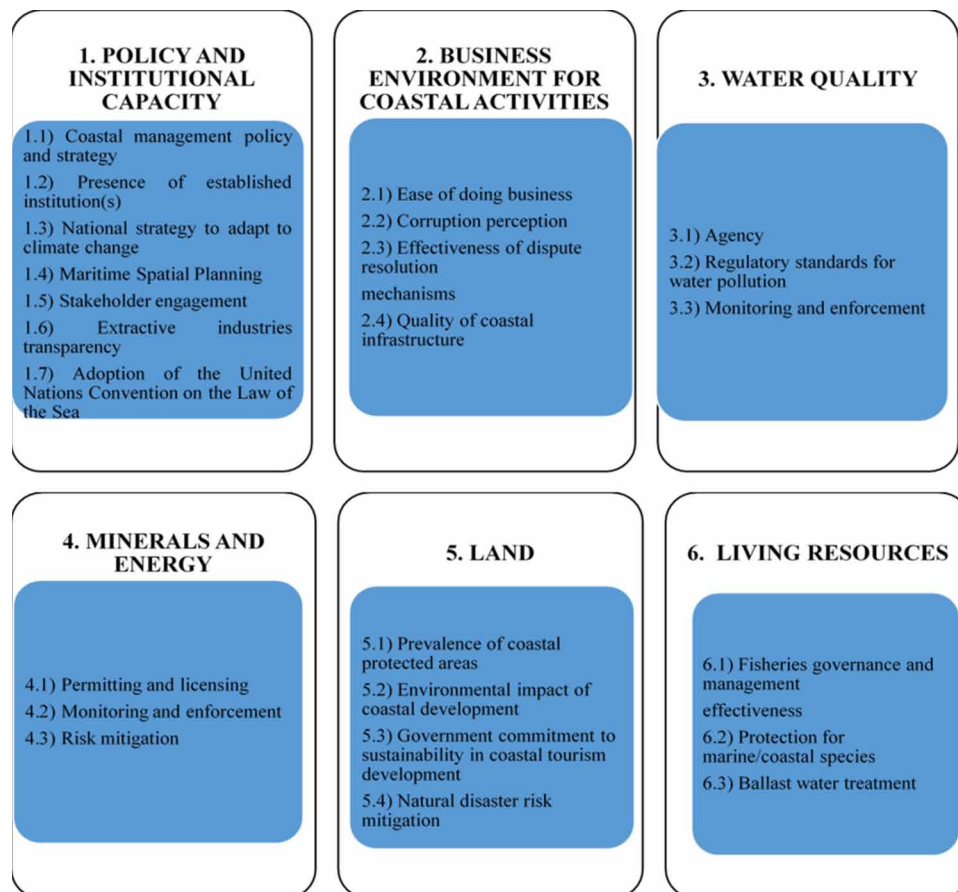 1. POLICY AND
INSTITUTIONAL
CAPACITY
1.1) Coastal management policy
and strategy
1.2) Presence of established
institution(s)
1.3) National strategy to adapt to
climate change
1.4) Maritime Spatial Planning
1.5) Stakeholder engagement
1.6) Extractive industries
transparency
1.7) Adoption of the United
Nations Convention on the Law of
the Sea
2. BUSINESS
ENVIRONMENT FOR
COASTAL ACTIVITIES
2.1) Ease of doing business
2.2) Corruption perception
2.3) Effectiveness of dispute
resolution
mechanisms
2.4) Quality of coastal
infrastructure
3. WATER QUALITY
3.1) Agency
3.2) Regulatory standards for
water pollution
3.3) Monitoring and enforcement
4. MINERALS AND
ENERGY
4.1) Permitting and licensing
4.2) Monitoring and enforcement
4.3) Risk mitigation
5. LAND
5.1) Prevalence of coastal
protected areas
5.2) Environmental impact of
coastal development
5.3) Government commitment to
sustainability in coastal tourism
development
5.4) Natural disaster risk
mitigation
6. LIVING RESOURCES
6.1) Fisheries governance and
management
effectiveness
6.2) Protection for
marine/coastal species
6.3) Ballast water treatment